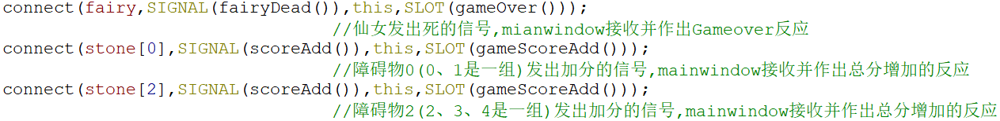 connect(fairy,SIGNAL(fairyDead()),this,SLOT(gameOver()));
//仙女发出死的信号,mianwindow接收并作出Gameover反应
connect(stone[0],SIGNAL(scoreAdd()),this,SLOT(gameScoreAdd()));
//障碍物0(0、1是一组)发出加分的信号,mainwindow接收并作出总分增加的反应
connect(stone[2],SIGNAL(scoreAdd()),this,SLOT(gameScoreAdd()));
//障碍物2(2、3、4是一组)发出加分的信号,mainwindow接收并作出总分增加的反应